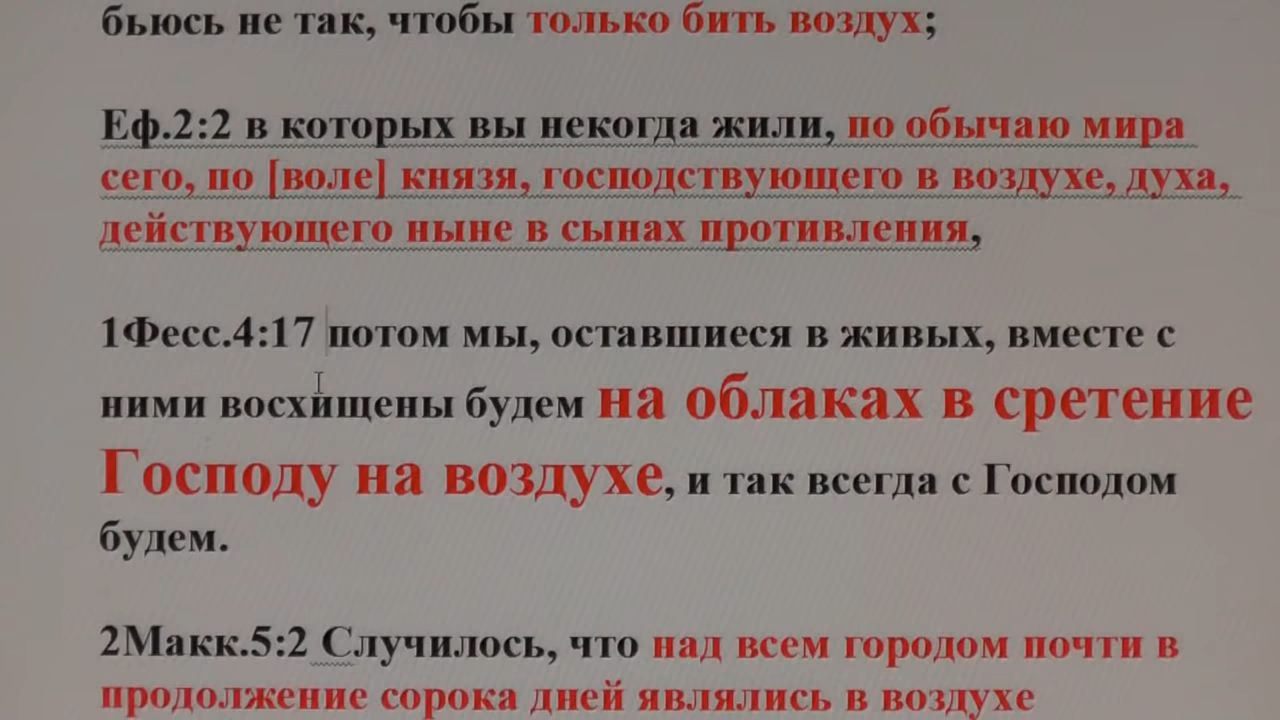 бьюсь не так, чтобы только бить воздух;
Еф.2:2 в которых вы некогда жили, по обычаю мира
сего, по [воле] князя, господствующего в воздухе, духа,
действующего ныне в сынах противления,
1Фесс.4:17 потом мы, оставшиеся в живых, вместе с
ними восхищены будем на облаках в сретение
Господу на воздухе, и так всегда с Господом
будем.
2Макк.5:2 Случилось, что над всем городом почти в
продолжение сорока дней являлись в воздухе